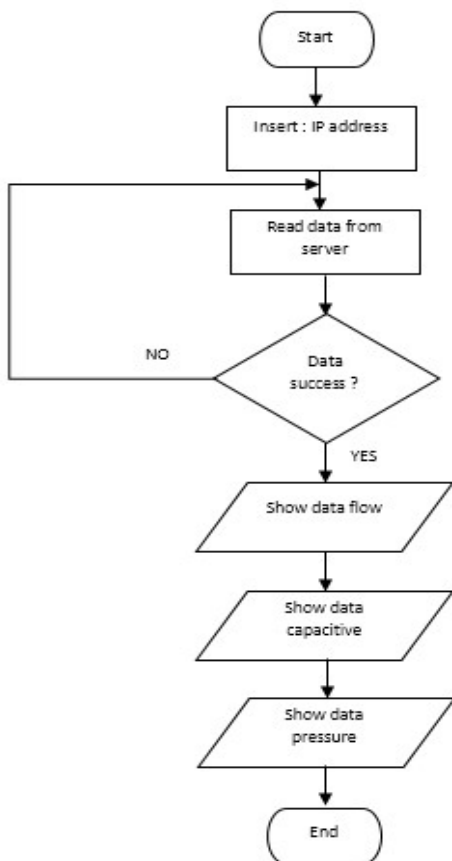 Start
Insert : IP address
Read data from
server
Data
success ?
NO
YES
Show data flow
Show data
capacitive
Show data
pressure
End